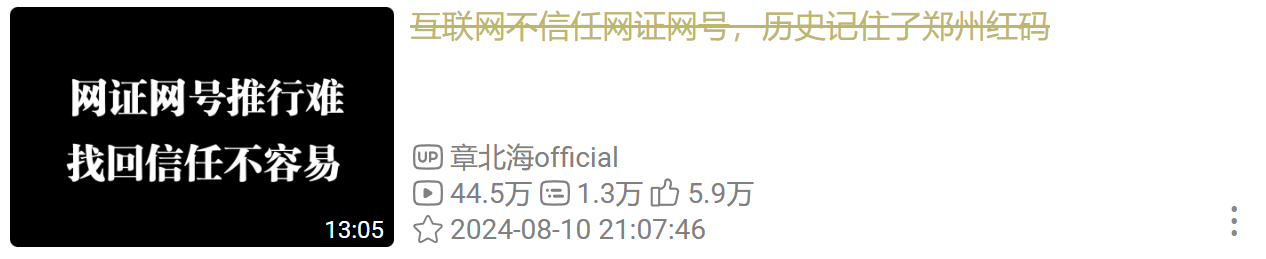 网证网号推行难
找回信任不容易
13:05
互联网不信任网证网号，历史记住了郑州红码
UP 章北海official
44.5万 1.3万 5.9万
2024-08-10 21:07:46